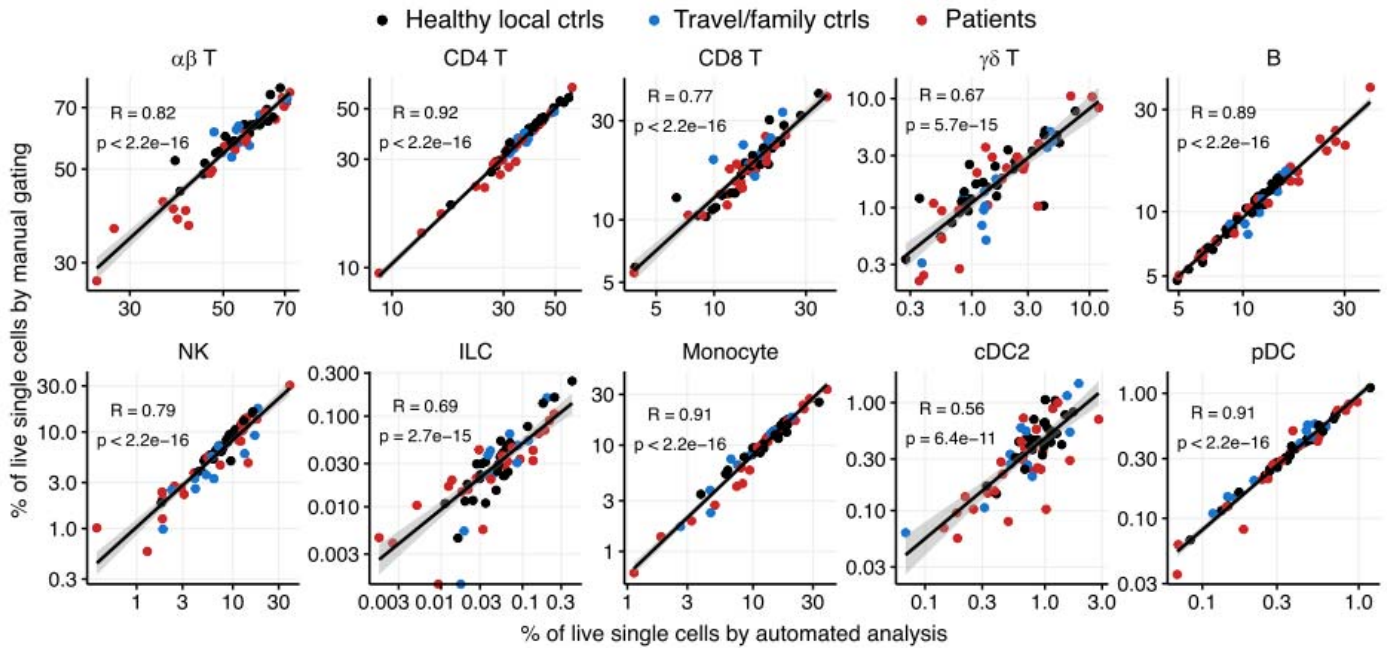 Healthy local ctrls Travel/family ctrls Patients
αβ T CD4 T CD8 T γδ T B
R = 0.82
p < 2.2e−16
70
50
30
30 50 70
R = 0.92
p < 2.2e−16
50
30
10
10 30 50
R = 0.77
p < 2.2e−16
30
10
5
5 10 30
R = 0.67
p = 5.7e−15
10.0
3.0
1.0
0.3
0.3 1.0 3.0 10.0
R = 0.89
p < 2.2e−16
30
10
5
5 10 30
NK ILC Monocyte cDC2 pDC
R = 0.79
p < 2.2e−16
30.0
10.0
3.0
1.0
0.3
1 3 10 30
R = 0.69
p = 2.7e−15
0.300
0.100
0.030
0.010
0.003
0.003 0.01 0.03 0.1 0.3
R = 0.91
p < 2.2e−16
30
10
3
1
1 3 10 30
R = 0.56
p = 6.4e−11
1.00
0.30
0.10
0.03
0.1 0.3 1.0 3.0
R = 0.91
p < 2.2e−16
1.00
0.30
0.10
0.03
0.1 0.3 1.0
% of live single cells by manual gating
% of live single cells by automated analysis